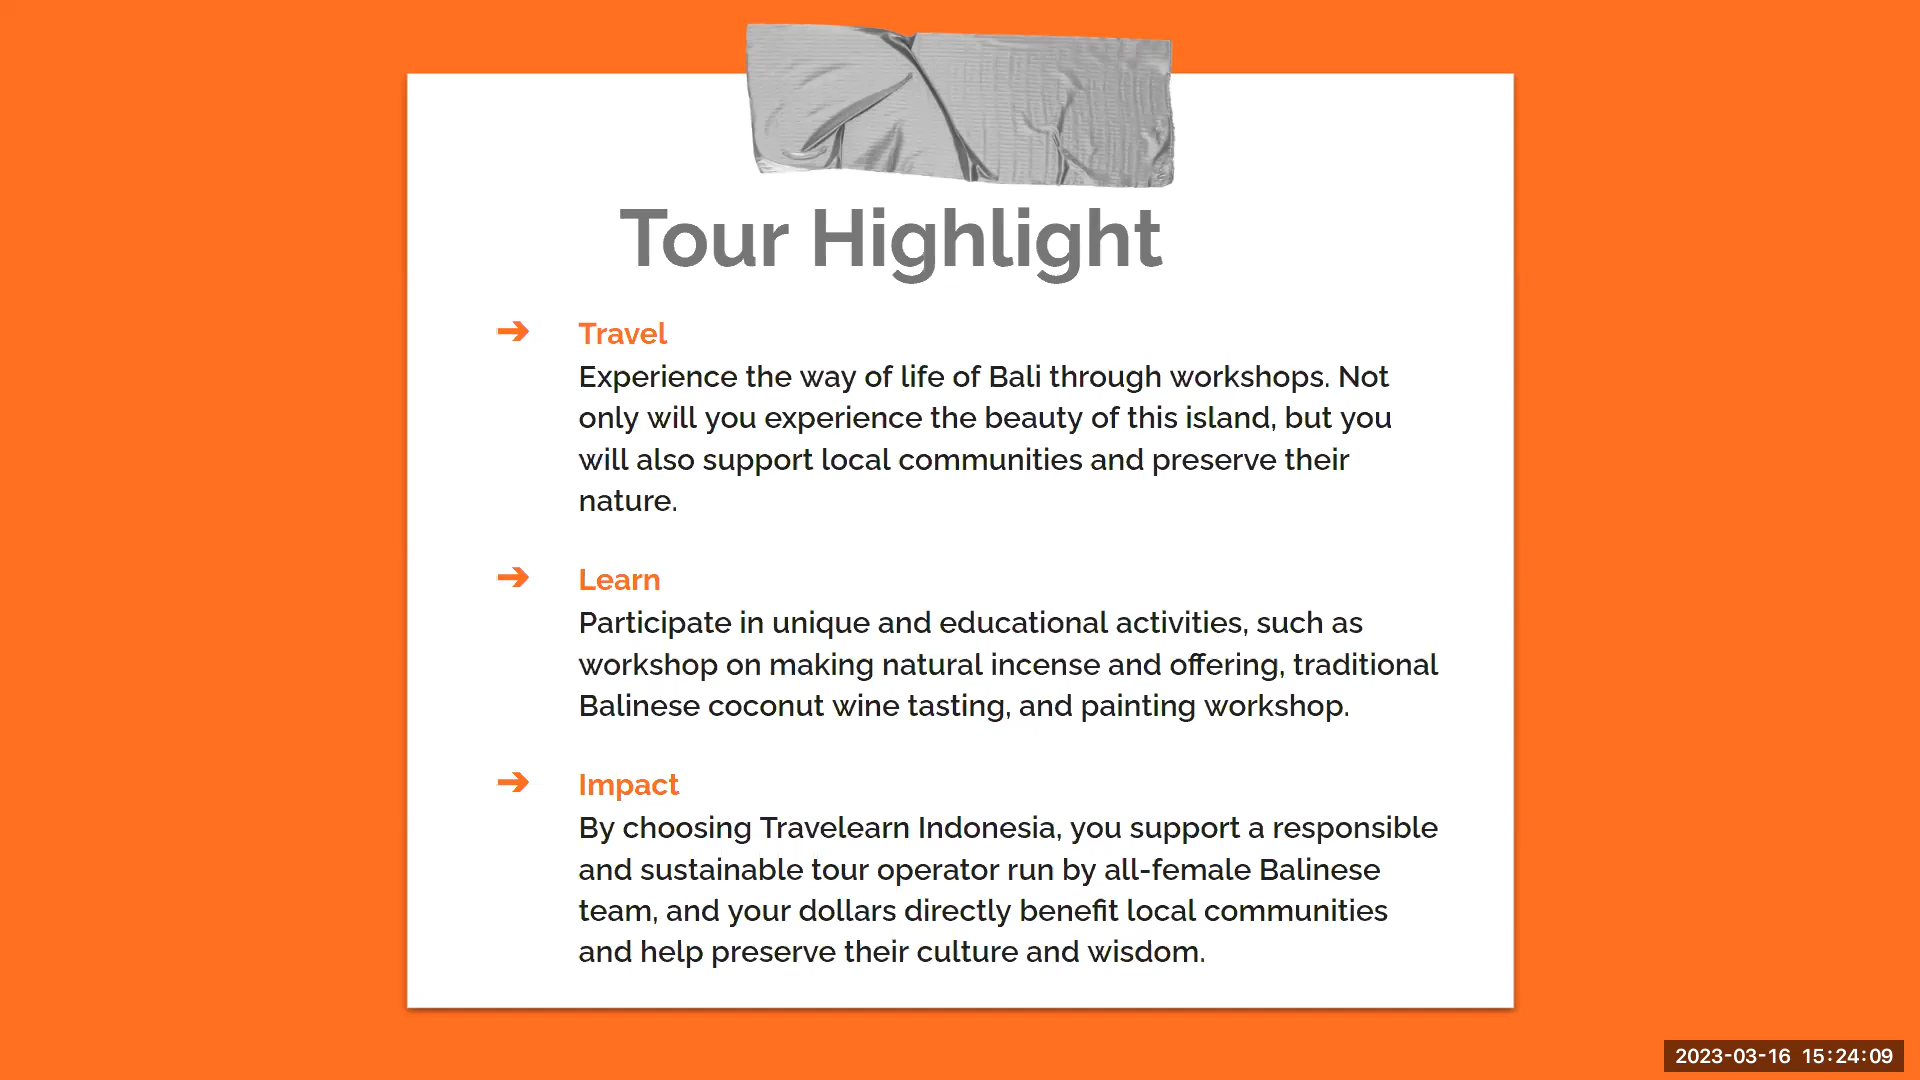 Tour Highlight
➔ Travel
Experience the way of life of Bali through workshops. Not
only will you experience the beauty of this island, but you
will also support local communities and preserve their
nature.
➔ Learn
Participate in unique and educational activities, such as
workshop on making natural incense and offering, traditional
Balinese coconut wine tasting, and painting workshop.
➔ Impact
By choosing Travelearn Indonesia, you support a responsible
and sustainable tour operator run by all-female Balinese
team, and your dollars directly benefit local communities
and help preserve their culture and wisdom.
2023-03-16 15:24:09